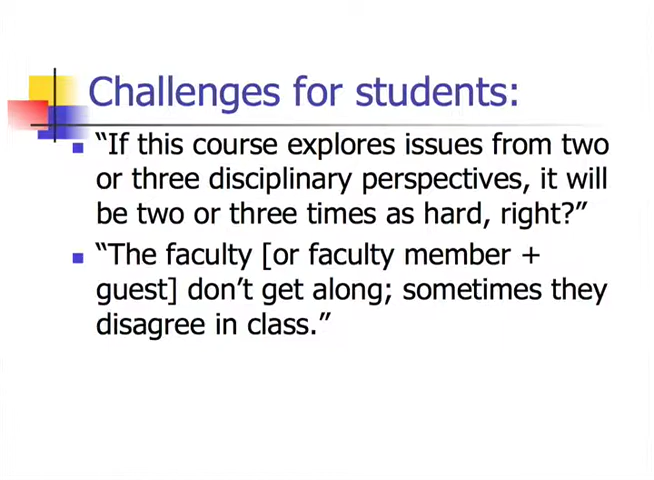 Challenges for students:
“If this course explores issues from two
or three disciplinary perspectives, it will
be two or three times as hard, right?”
“The faculty [or faculty member +
guest] don’t get along; sometimes they
disagree in class.”